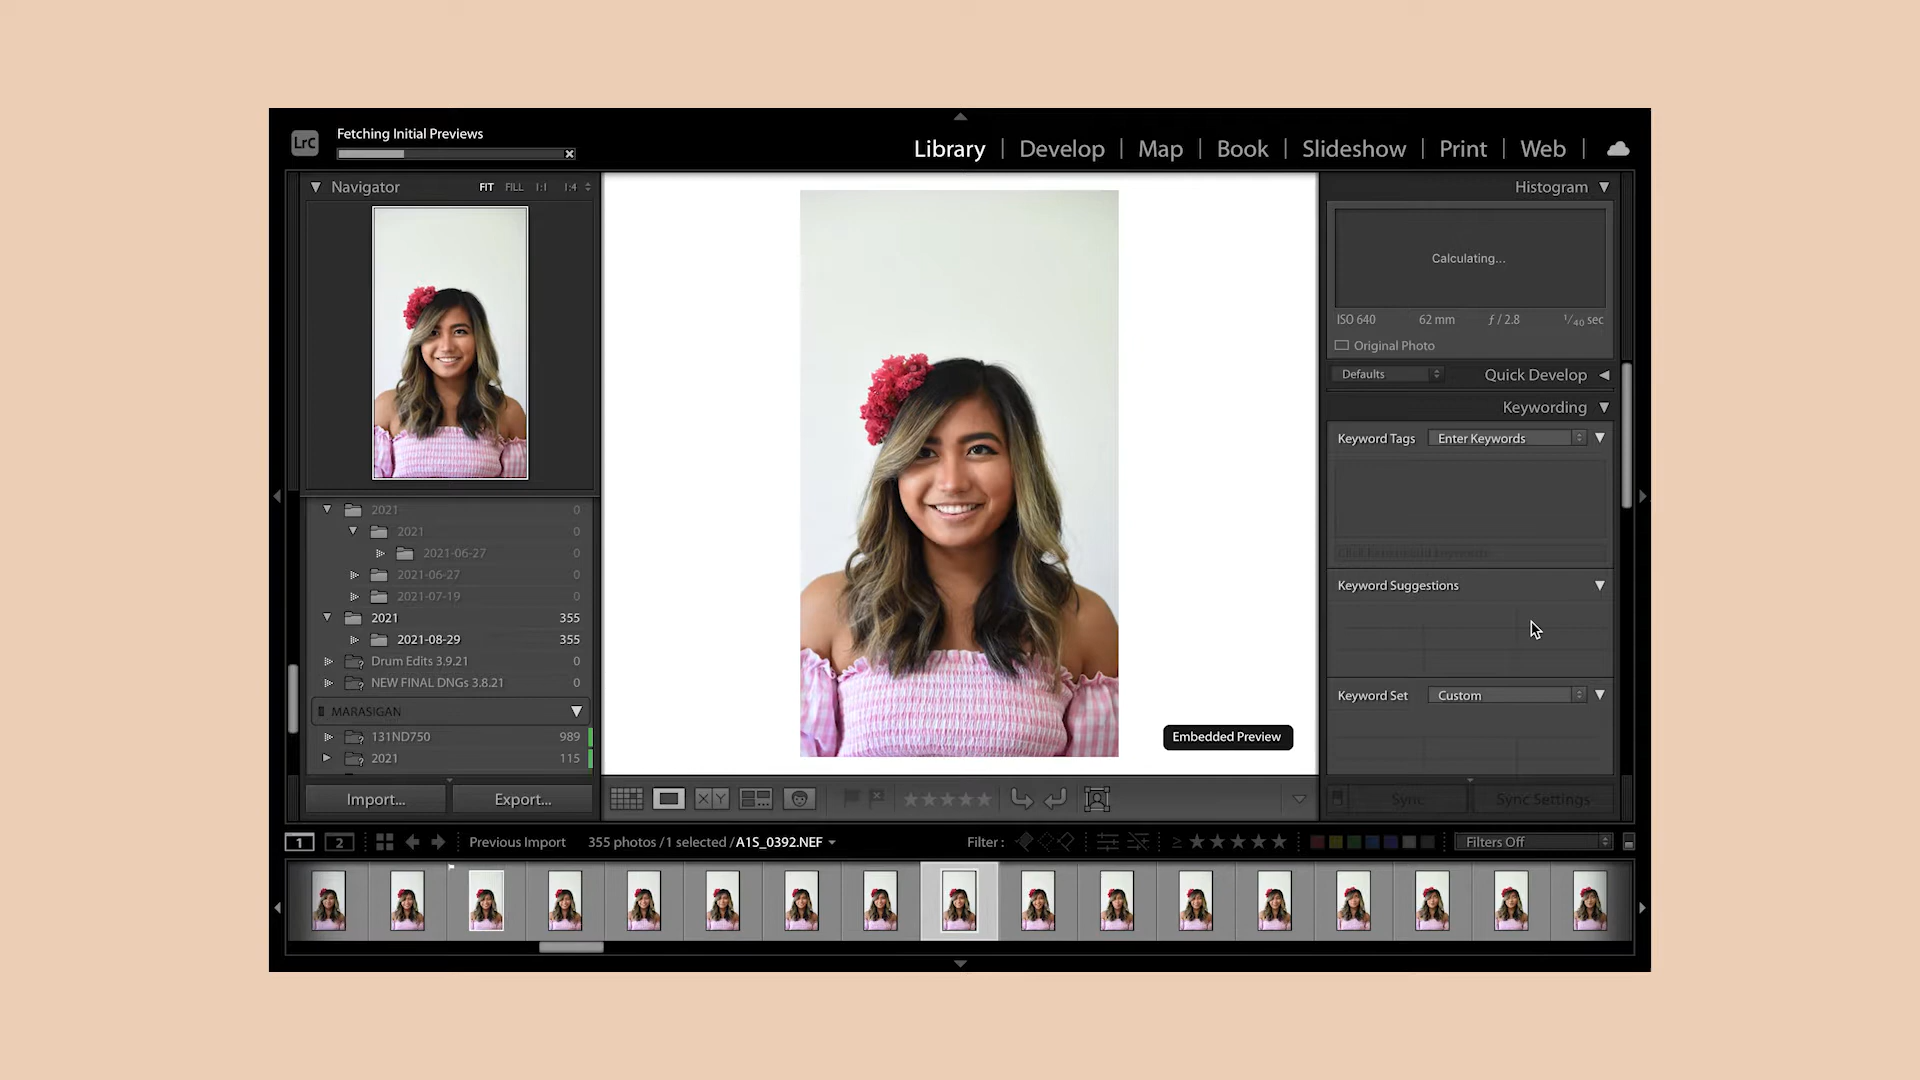 LrC
Fetching Initial Previews
Library | Develop | Map | Book | Slideshow | Print | Web |
Navigator FIT FILL 1:1 1:4
2021 0
2021 0
2021-06-27 0
2021-06-27 0
2021-07-19 0
2021 355
2021-08-29 355
Drum Edits 3.9.21 0
NEW FINAL DNGs 3.8.21 0
MARASIGAN
131ND750 989
2021 115
Import... Export...
Embedded Preview
XY
Histogram
Calculating...
ISO 640 62 mm ƒ / 2.8 1/40 sec
Original Photo
Defaults Quick Develop
Keywording
Keyword Tags Enter Keywords
Keyword Suggestions
Keyword Set Custom
Sync Sync Settings
1 2 Previous Import 355 photos / 1 selected / A1S_0392.NEF Filter : ≥ Filters Off